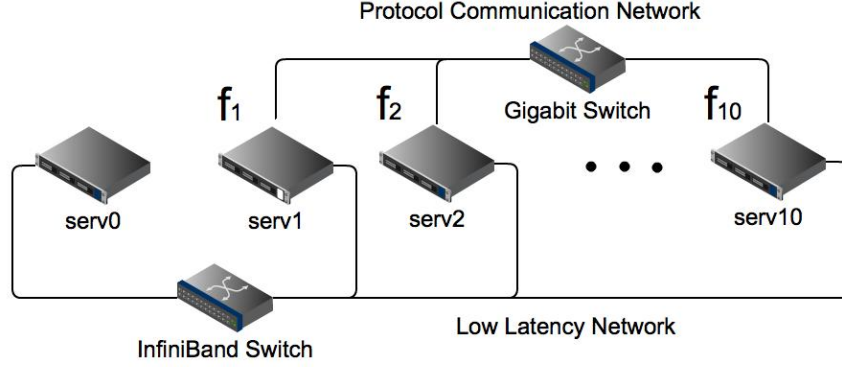 Protocol Communication Network
f1
f2
Gigabit Switch
f10
serv0
serv1
serv2
serv10
Low Latency Network
InfiniBand Switch